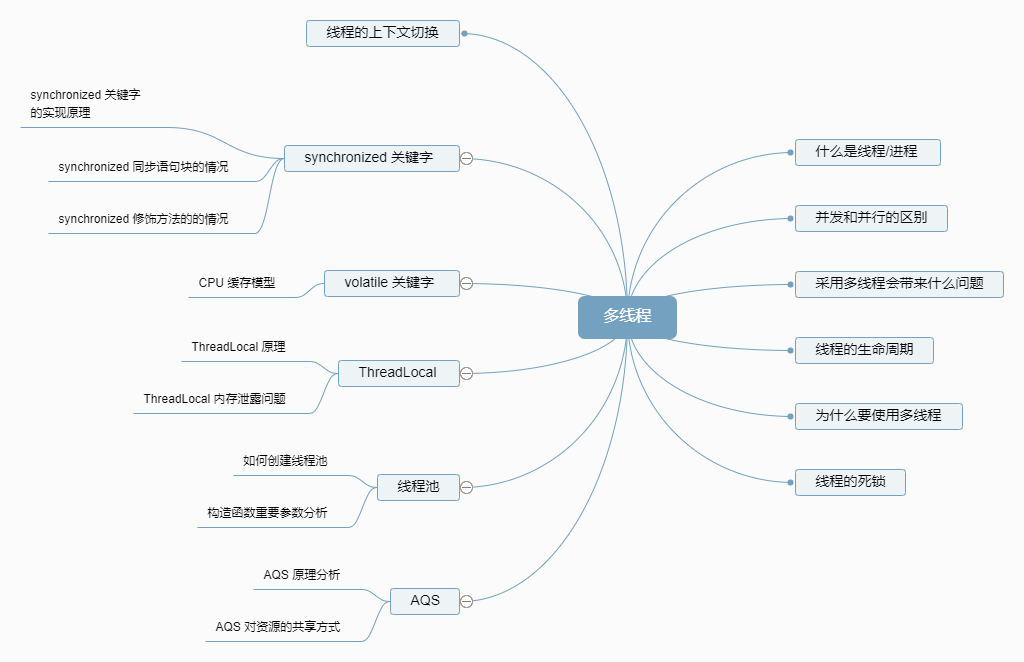 线程的上下文切换
synchronized 关键字
的实现原理
synchronized 关键字
synchronized 同步语句块的情况
synchronized 修饰方法的的情况
CPU 缓存模型
volatile 关键字
ThreadLocal 原理
ThreadLocal
ThreadLocal 内存泄露问题
如何创建线程池
线程池
构造函数重要参数分析
AQS 原理分析
AQS
AQS 对资源的共享方式
多线程
什么是线程/进程
并发和并行的区别
采用多线程会带来什么问题
线程的生命周期
为什么要使用多线程
线程的死锁